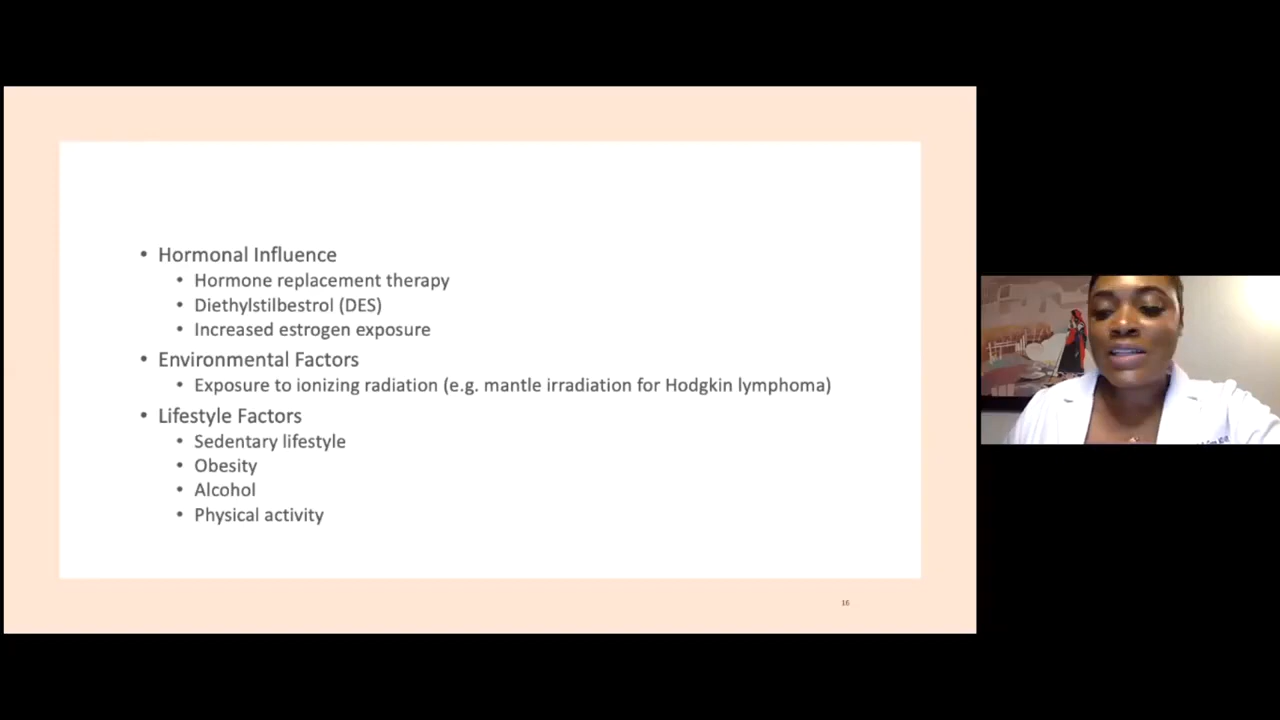 • Hormonal Influence
• Hormone replacement therapy
• Diethylstilbestrol (DES)
• Increased estrogen exposure
• Environmental Factors
• Exposure to ionizing radiation (e.g. mantle irradiation for Hodgkin lymphoma)
• Lifestyle Factors
• Sedentary lifestyle
• Obesity
• Alcohol
• Physical activity
16